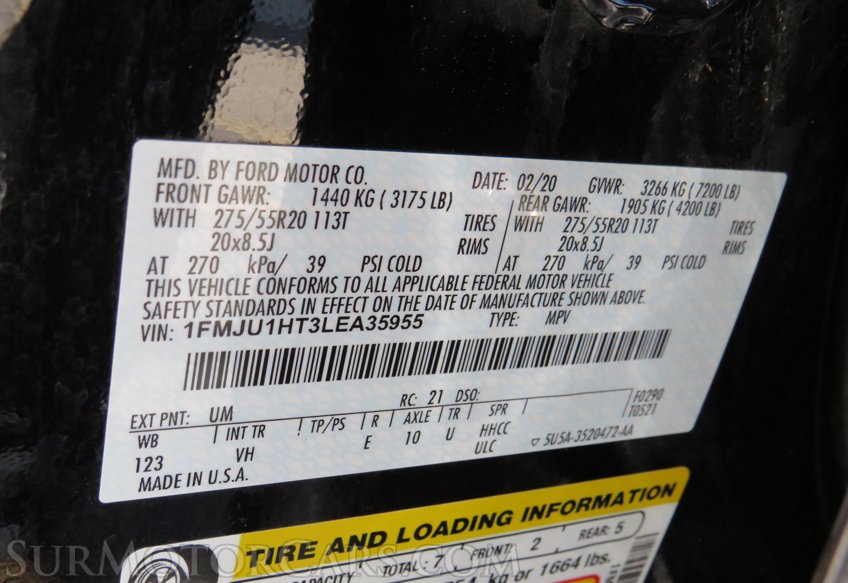 MFD. BY FORD MOTOR CO. DATE: 02/20 GVWR: 3266 KG ( 7200 LB)
FRONT GAWR: 1440 KG ( 3175 LB) REAR GAWR: 1905 KG ( 4200 LB)
WITH 275/55R20 113T TIRES WITH 275/55R20 113T TIRES
20x8.5J RIMS 20x8.5J RIMS
AT 270 kPa/ 39 PSI COLD AT 270 kPa/ 39 PSI COLD
THIS VEHICLE CONFORMS TO ALL APPLICABLE FEDERAL MOTOR VEHICLE
SAFETY STANDARDS IN EFFECT ON THE DATE OF MANUFACTURE SHOWN ABOVE.
VIN: 1FMJU1HT3LEA35955 TYPE: MPV
EXT PNT: UM RC: 21 DSO: F0290
T0521
WB INT TR TP/PS R AXLE TR SPR
123 VH E 10 U HHCC
ULC 5U5A-3520472-AA
MADE IN U.S.A.
TIRE AND LOADING INFORMATION
CAPACITY TOTAL: 7 FRONT: 2 REAR: 5
kg or 1664 lbs.
SurMotorCars.com